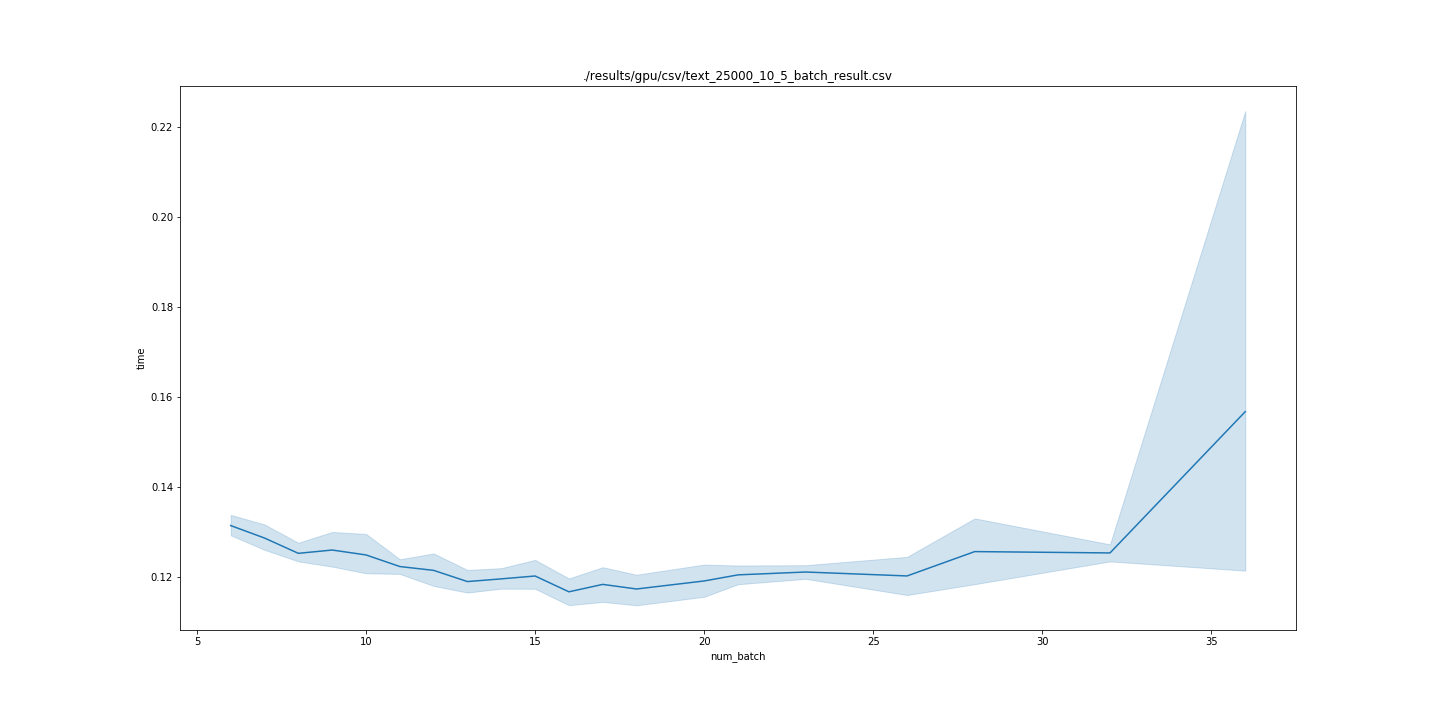 ./results/gpu/csv/text_25000_10_5_batch_result.csv
0.22
0.20
0.18
0.16
0.14
0.12
time
5 10 15 20 25 30 35
num_batch